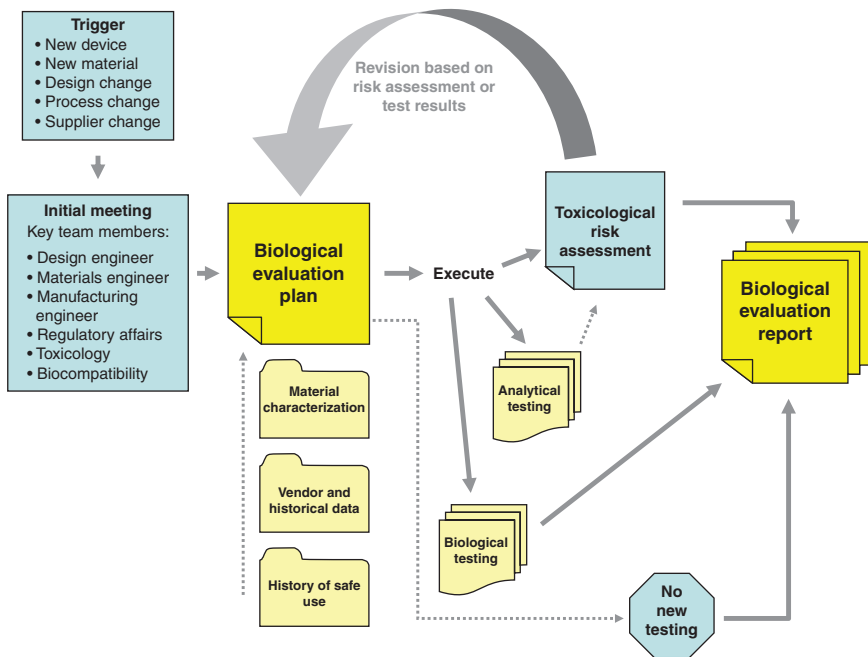 Trigger
• New device
• New material
• Design change
• Process change
• Supplier change
Revision based on
risk assessment or
test results
Initial meeting
Key team members:
• Design engineer
• Materials engineer
• Manufacturing
engineer
• Regulatory affairs
• Toxicology
• Biocompatibility
Biological
evaluation
plan
Execute
Toxicological
risk
assessment
Biological
evaluation
report
Material
characterization
Vendor and
historical data
History of safe
use
Analytical
testing
Biological
testing
No
new
testing